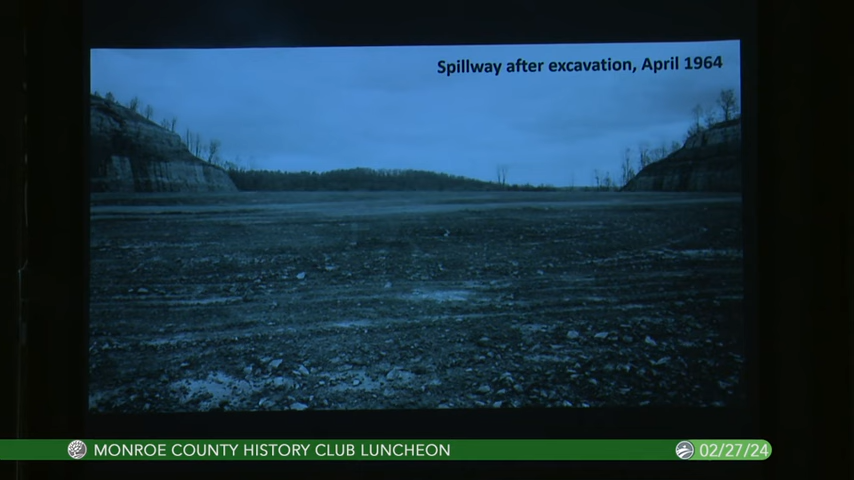 Spillway after excavation, April 1964
MONROE COUNTY HISTORY CLUB LUNCHEON
02/27/24